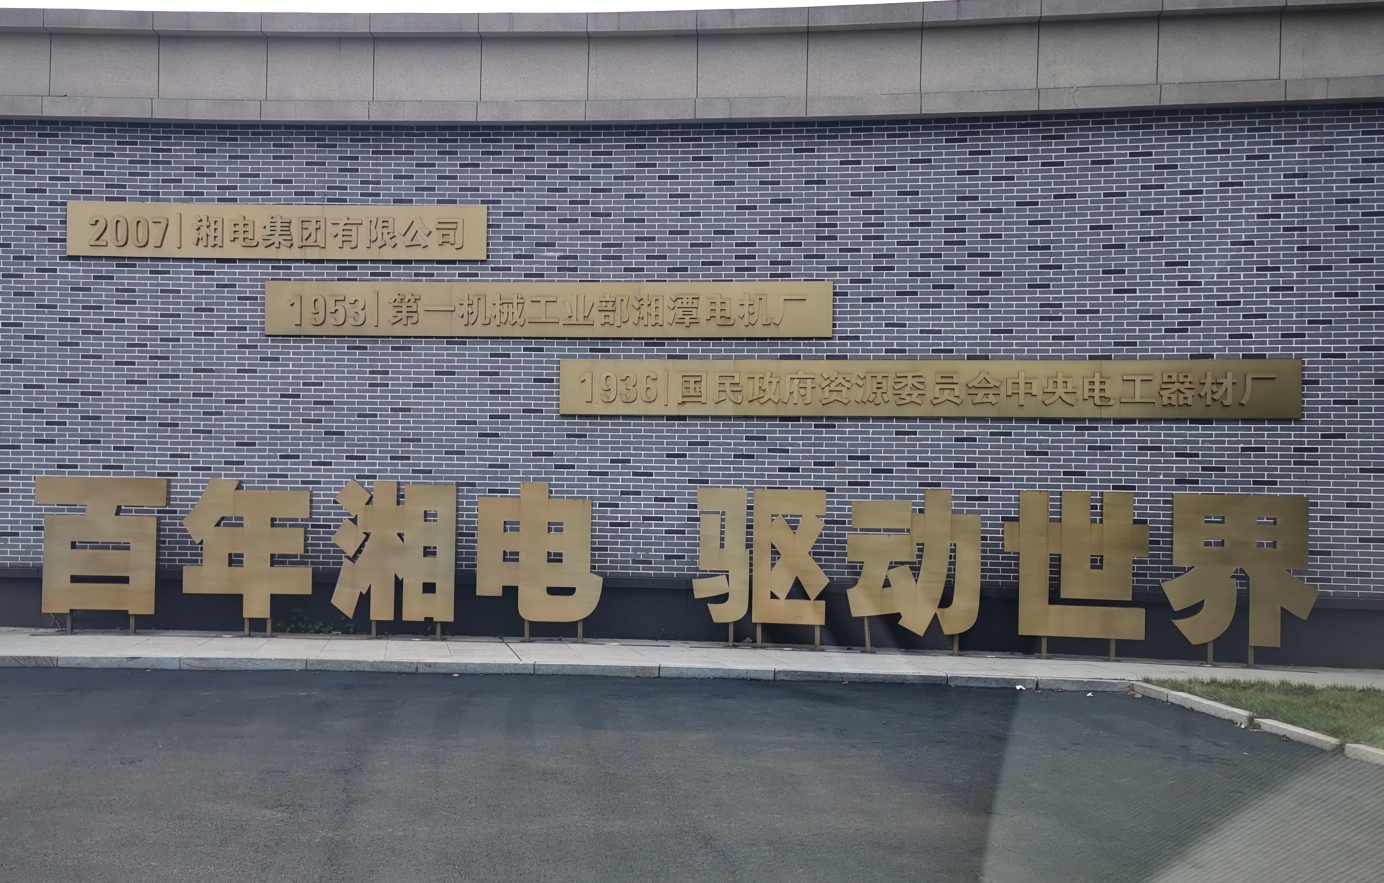 2007|湘电集团有限公司
1953|第一机械工业部湘潭电机厂
1936|国民政府资源委员会中央电工器材厂
百年湘电 驱动世界